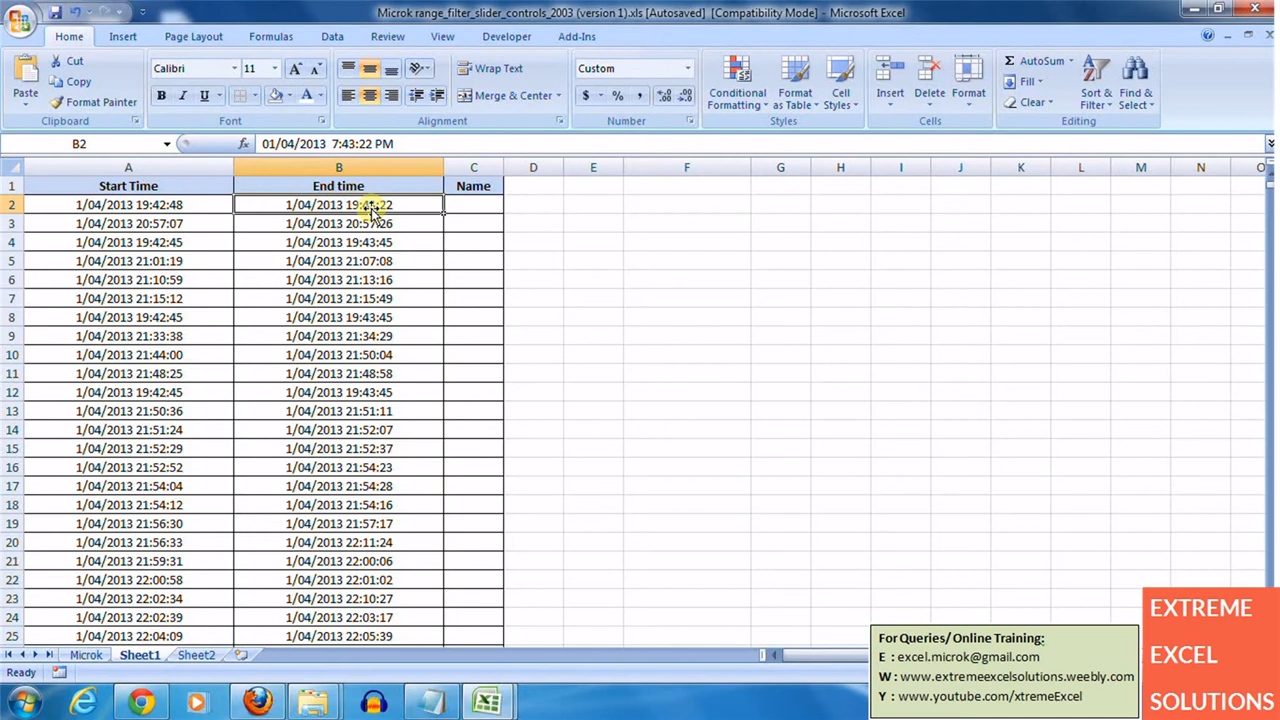 Microk range_filter_slider_controls_2003 (version 1).xls [Autosaved] [Compatibility Mode] - Microsoft Excel
Home Insert Page Layout Formulas Data Review View Developer Add-Ins
Paste
Cut
Copy
Format Painter
Calibri 11
B I U
Wrap Text
Merge & Center
Custom
$ % ,
Conditional Formatting
Format as Table
Cell Styles
Insert Delete Format
Σ AutoSum
Fill
Clear
Sort & Filter
Find & Select
Clipboard Font Alignment Number Styles Cells Editing
B2 fx 01/04/2013 7:43:22 PM
A B C D E F G H I J K L M N O
1 Start Time End time Name
2 1/04/2013 19:42:48
3 1/04/2013 20:57:07 1/04/2013 20:57:26
4 1/04/2013 19:42:45 1/04/2013 19:43:45
5 1/04/2013 21:01:19 1/04/2013 21:07:08
6 1/04/2013 21:10:59 1/04/2013 21:13:16
7 1/04/2013 21:15:12 1/04/2013 21:15:49
8 1/04/2013 19:42:45 1/04/2013 19:43:45
9 1/04/2013 21:33:38 1/04/2013 21:34:29
10 1/04/2013 21:44:00 1/04/2013 21:50:04
11 1/04/2013 21:48:25 1/04/2013 21:48:58
12 1/04/2013 19:42:45 1/04/2013 19:43:45
13 1/04/2013 21:50:36 1/04/2013 21:51:11
14 1/04/2013 21:51:24 1/04/2013 21:52:07
15 1/04/2013 21:52:29 1/04/2013 21:52:37
16 1/04/2013 21:52:52 1/04/2013 21:54:23
17 1/04/2013 21:54:04 1/04/2013 21:54:28
18 1/04/2013 21:54:12 1/04/2013 21:54:16
19 1/04/2013 21:56:30 1/04/2013 21:57:17
20 1/04/2013 21:56:33 1/04/2013 22:11:24
21 1/04/2013 21:59:31 1/04/2013 22:00:06
22 1/04/2013 22:00:58 1/04/2013 22:01:02
23 1/04/2013 22:02:34 1/04/2013 22:10:27
24 1/04/2013 22:02:39 1/04/2013 22:03:17
25 1/04/2013 22:04:09 1/04/2013 22:05:39
Microk Sheet1 Sheet2
Ready
For Queries/ Online Training:
E : excel.microk@gmail.com
W : www.extremeexcelsolutions.weebly.com
Y : www.youtube.com/xtremeExcel
EXTREME
EXCEL
SOLUTIONS